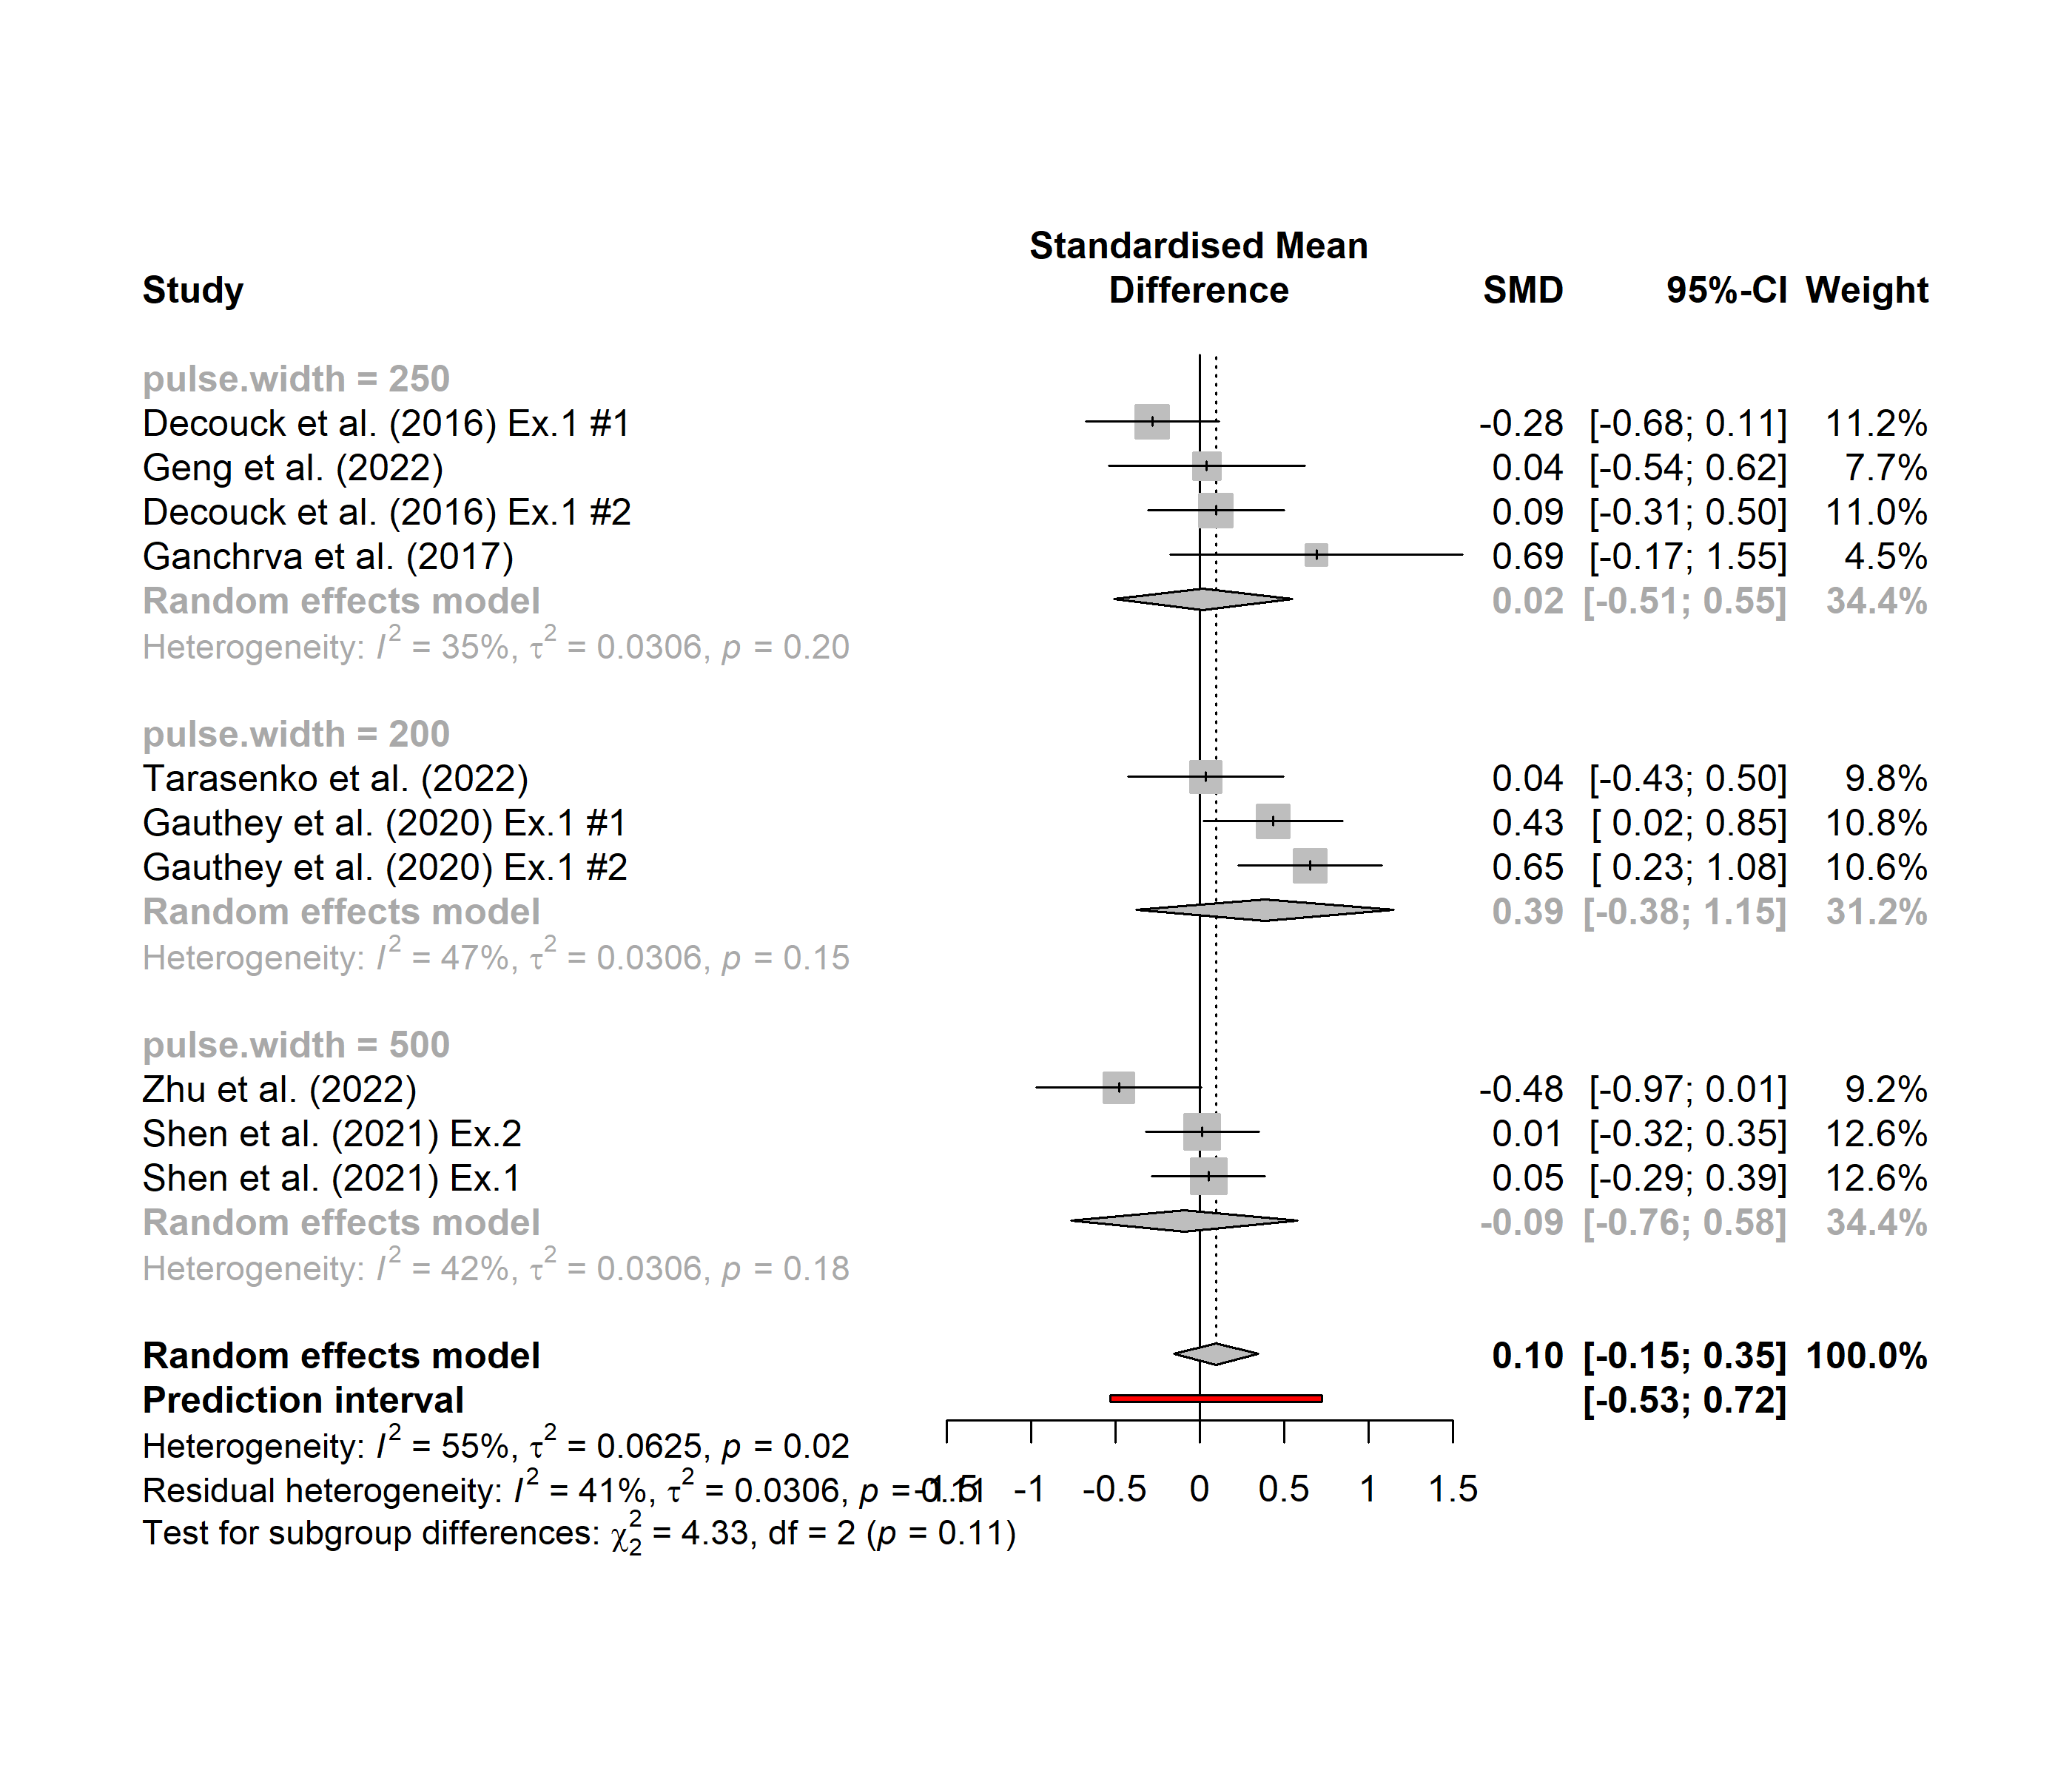 Standardised Mean
Study Difference SMD 95%-CI Weight
pulse.width = 250
Decouck et al. (2016) Ex.1 #1 -0.28 [-0.68; 0.11] 11.2%
Geng et al. (2022) 0.04 [-0.54; 0.62] 7.7%
Decouck et al. (2016) Ex.1 #2 0.09 [-0.31; 0.50] 11.0%
Ganchrva et al. (2017) 0.69 [-0.17; 1.55] 4.5%
Random effects model 0.02 [-0.51; 0.55] 34.4%
Heterogeneity: I² = 35%, τ² = 0.0306, p = 0.20
pulse.width = 200
Tarasenko et al. (2022) 0.04 [-0.43; 0.50] 9.8%
Gauthey et al. (2020) Ex.1 #1 0.43 [ 0.02; 0.85] 10.8%
Gauthey et al. (2020) Ex.1 #2 0.65 [ 0.23; 1.08] 10.6%
Random effects model 0.39 [-0.38; 1.15] 31.2%
Heterogeneity: I² = 47%, τ² = 0.0306, p = 0.15
pulse.width = 500
Zhu et al. (2022) -0.48 [-0.97; 0.01] 9.2%
Shen et al. (2021) Ex.2 0.01 [-0.32; 0.35] 12.6%
Shen et al. (2021) Ex.1 0.05 [-0.29; 0.39] 12.6%
Random effects model -0.09 [-0.76; 0.58] 34.4%
Heterogeneity: I² = 42%, τ² = 0.0306, p = 0.18
Random effects model 0.10 [-0.15; 0.35] 100.0%
Prediction interval [-0.53; 0.72]
Heterogeneity: I² = 55%, τ² = 0.0625, p = 0.02
Residual heterogeneity: I² = 41%, τ² = 0.0306, p = 0.11 -1.5 -1 -0.5 0 0.5 1 1.5
Test for subgroup differences: χ²₂ = 4.33, df = 2 (p = 0.11)